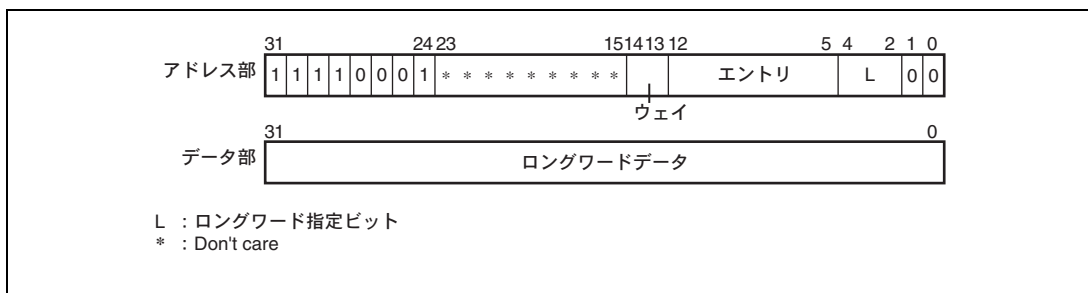 31 24 23 15 14 13 12 5 4 2 1 0
アドレス部 1 1 1 1 0 0 0 1 * * * * * * * * * エントリ L 0 0
ウェイ
31 0
データ部 ロングワードデータ
L : ロングワード指定ビット
* : Don't care